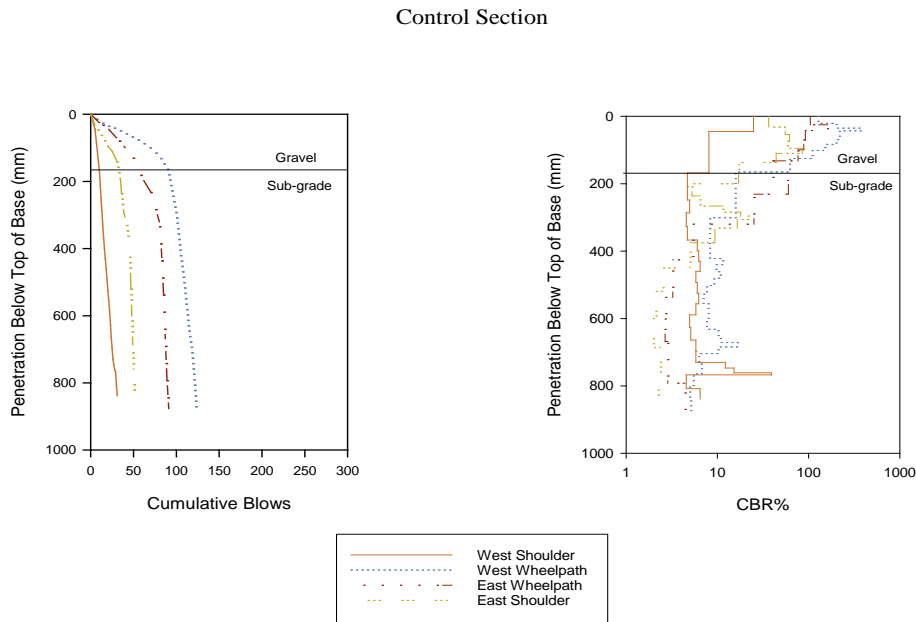 Control Section
0
200
400
600
800
1000
Penetration Below Top of Base (mm)
Gravel
Sub-grade
0 50 100 150 200 250 300
Cumulative Blows
0
200
400
600
800
1000
Penetration Below Top of Base (mm)
Gravel
Sub-grade
1 10 100 1000
CBR%
West Shoulder
West Wheelpath
East Wheelpath
East Shoulder